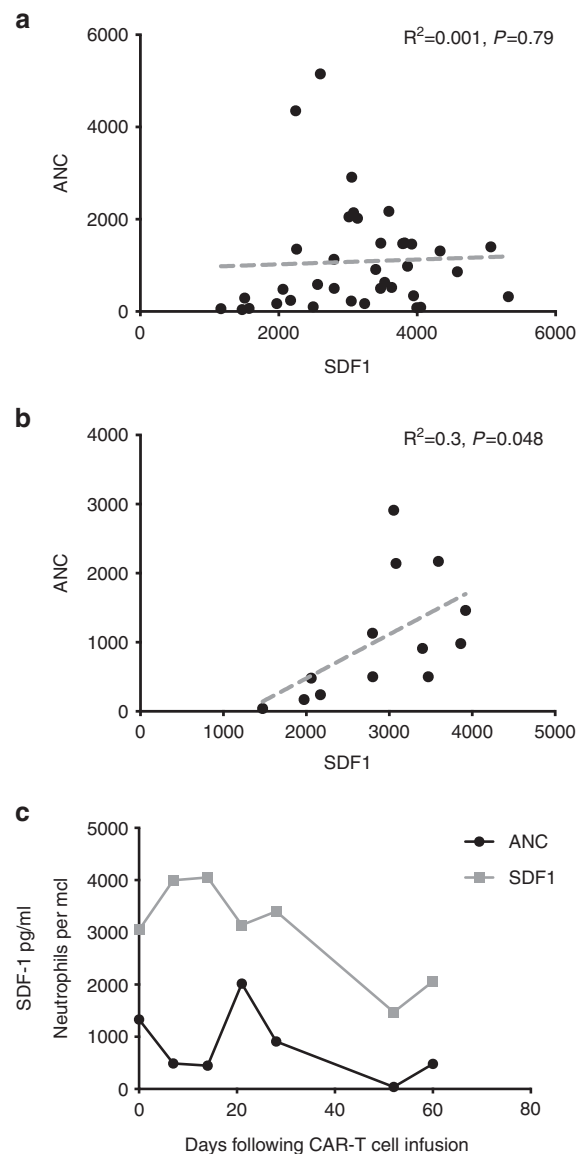 a
R²=0.001, P=0.79
6000
4000
2000
0
ANC
0 2000 4000 6000
SDF1
b
R²=0.3, P=0.048
4000
3000
2000
1000
0
ANC
0 1000 2000 3000 4000 5000
SDF1
c
5000
4000
3000
2000
1000
0
SDF-1 pg/ml
Neutrophils per mcl
ANC
SDF1
0 20 40 60 80
Days following CAR-T cell infusion